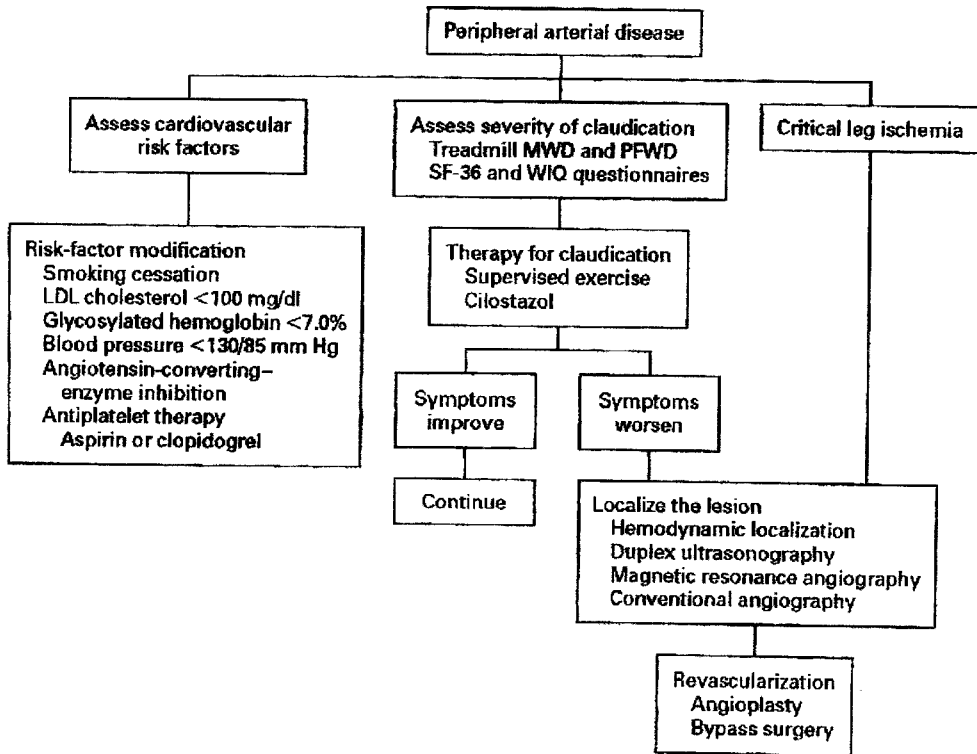 Peripheral arterial disease
Assess cardiovascular
risk factors
Assess severity of claudication
Treadmill MWD and PFWD
SF-36 and WIQ questionnaires
Critical leg ischemia
Risk-factor modification
Smoking cessation
LDL cholesterol <100 mg/dl
Glycosylated hemoglobin <7.0%
Blood pressure <130/85 mm Hg
Angiotensin-converting–
enzyme inhibition
Antiplatelet therapy
Aspirin or clopidogrel
Therapy for claudication
Supervised exercise
Cilostazol
Symptoms
improve
Symptoms
worsen
Continue
Localize the lesion
Hemodynamic localization
Duplex ultrasonography
Magnetic resonance angiography
Conventional angiography
Revascularization
Angioplasty
Bypass surgery